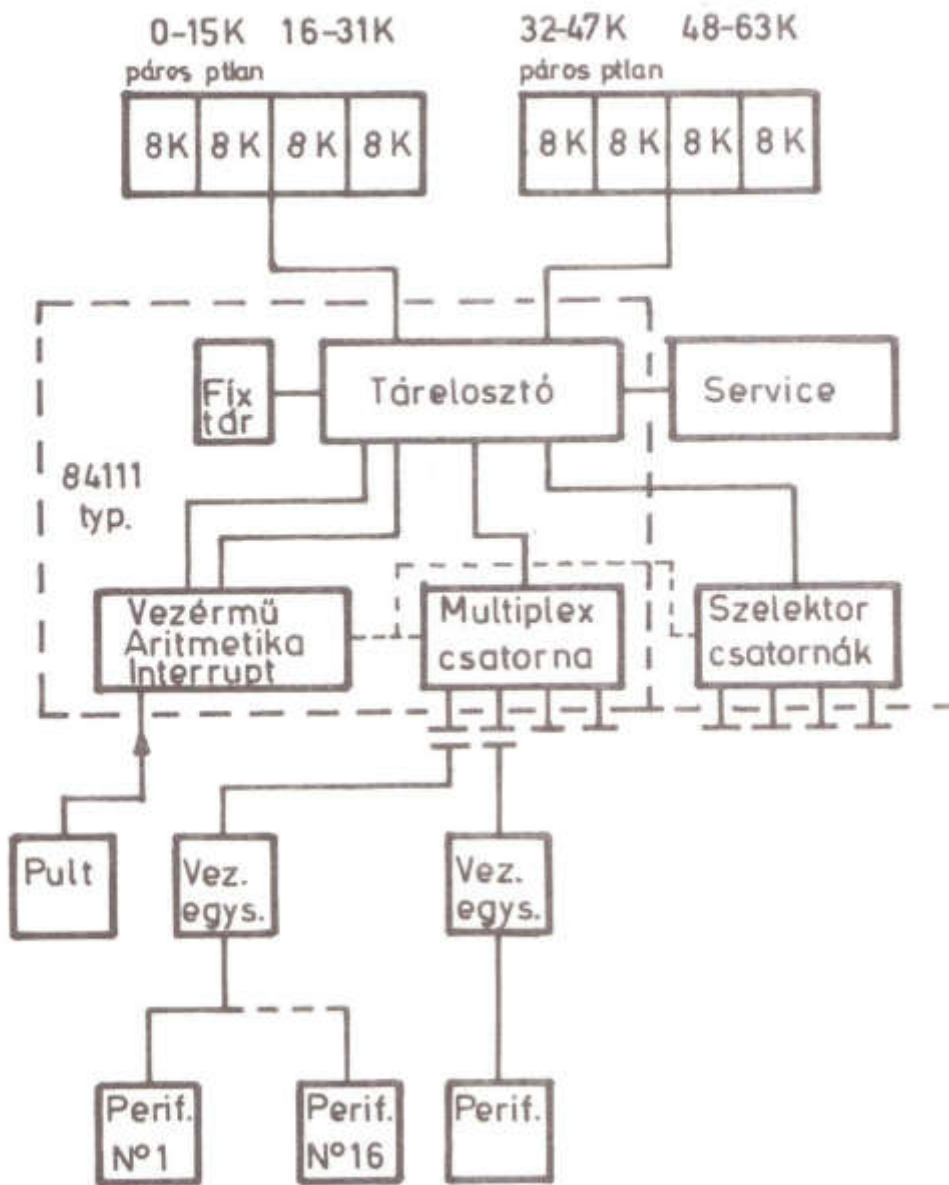 0-15K 16-31K 32-47K 48-63K
páros ptlan páros ptlan
8K 8K 8K 8K 8K 8K 8K 8K
Fix
tár
Tárelosztó
Service
84111
typ.
Vezérmű
Aritmetika
Interrupt
Multiplex
csatorna
Szelektor
csatornák
Pult
Vez.
egys.
Vez.
egys.
Perif.
Nº1
Perif.
Nº16
Perif.